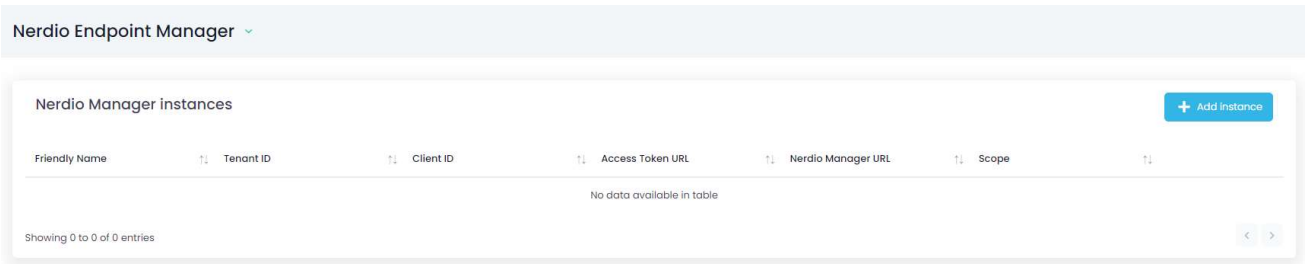 Nerdio Endpoint Manager
Nerdio Manager instances
+ Add instance
Friendly Name Tenant ID Client ID Access Token URL Nerdio Manager URL Scope
No data available in table
Showing 0 to 0 of 0 entries